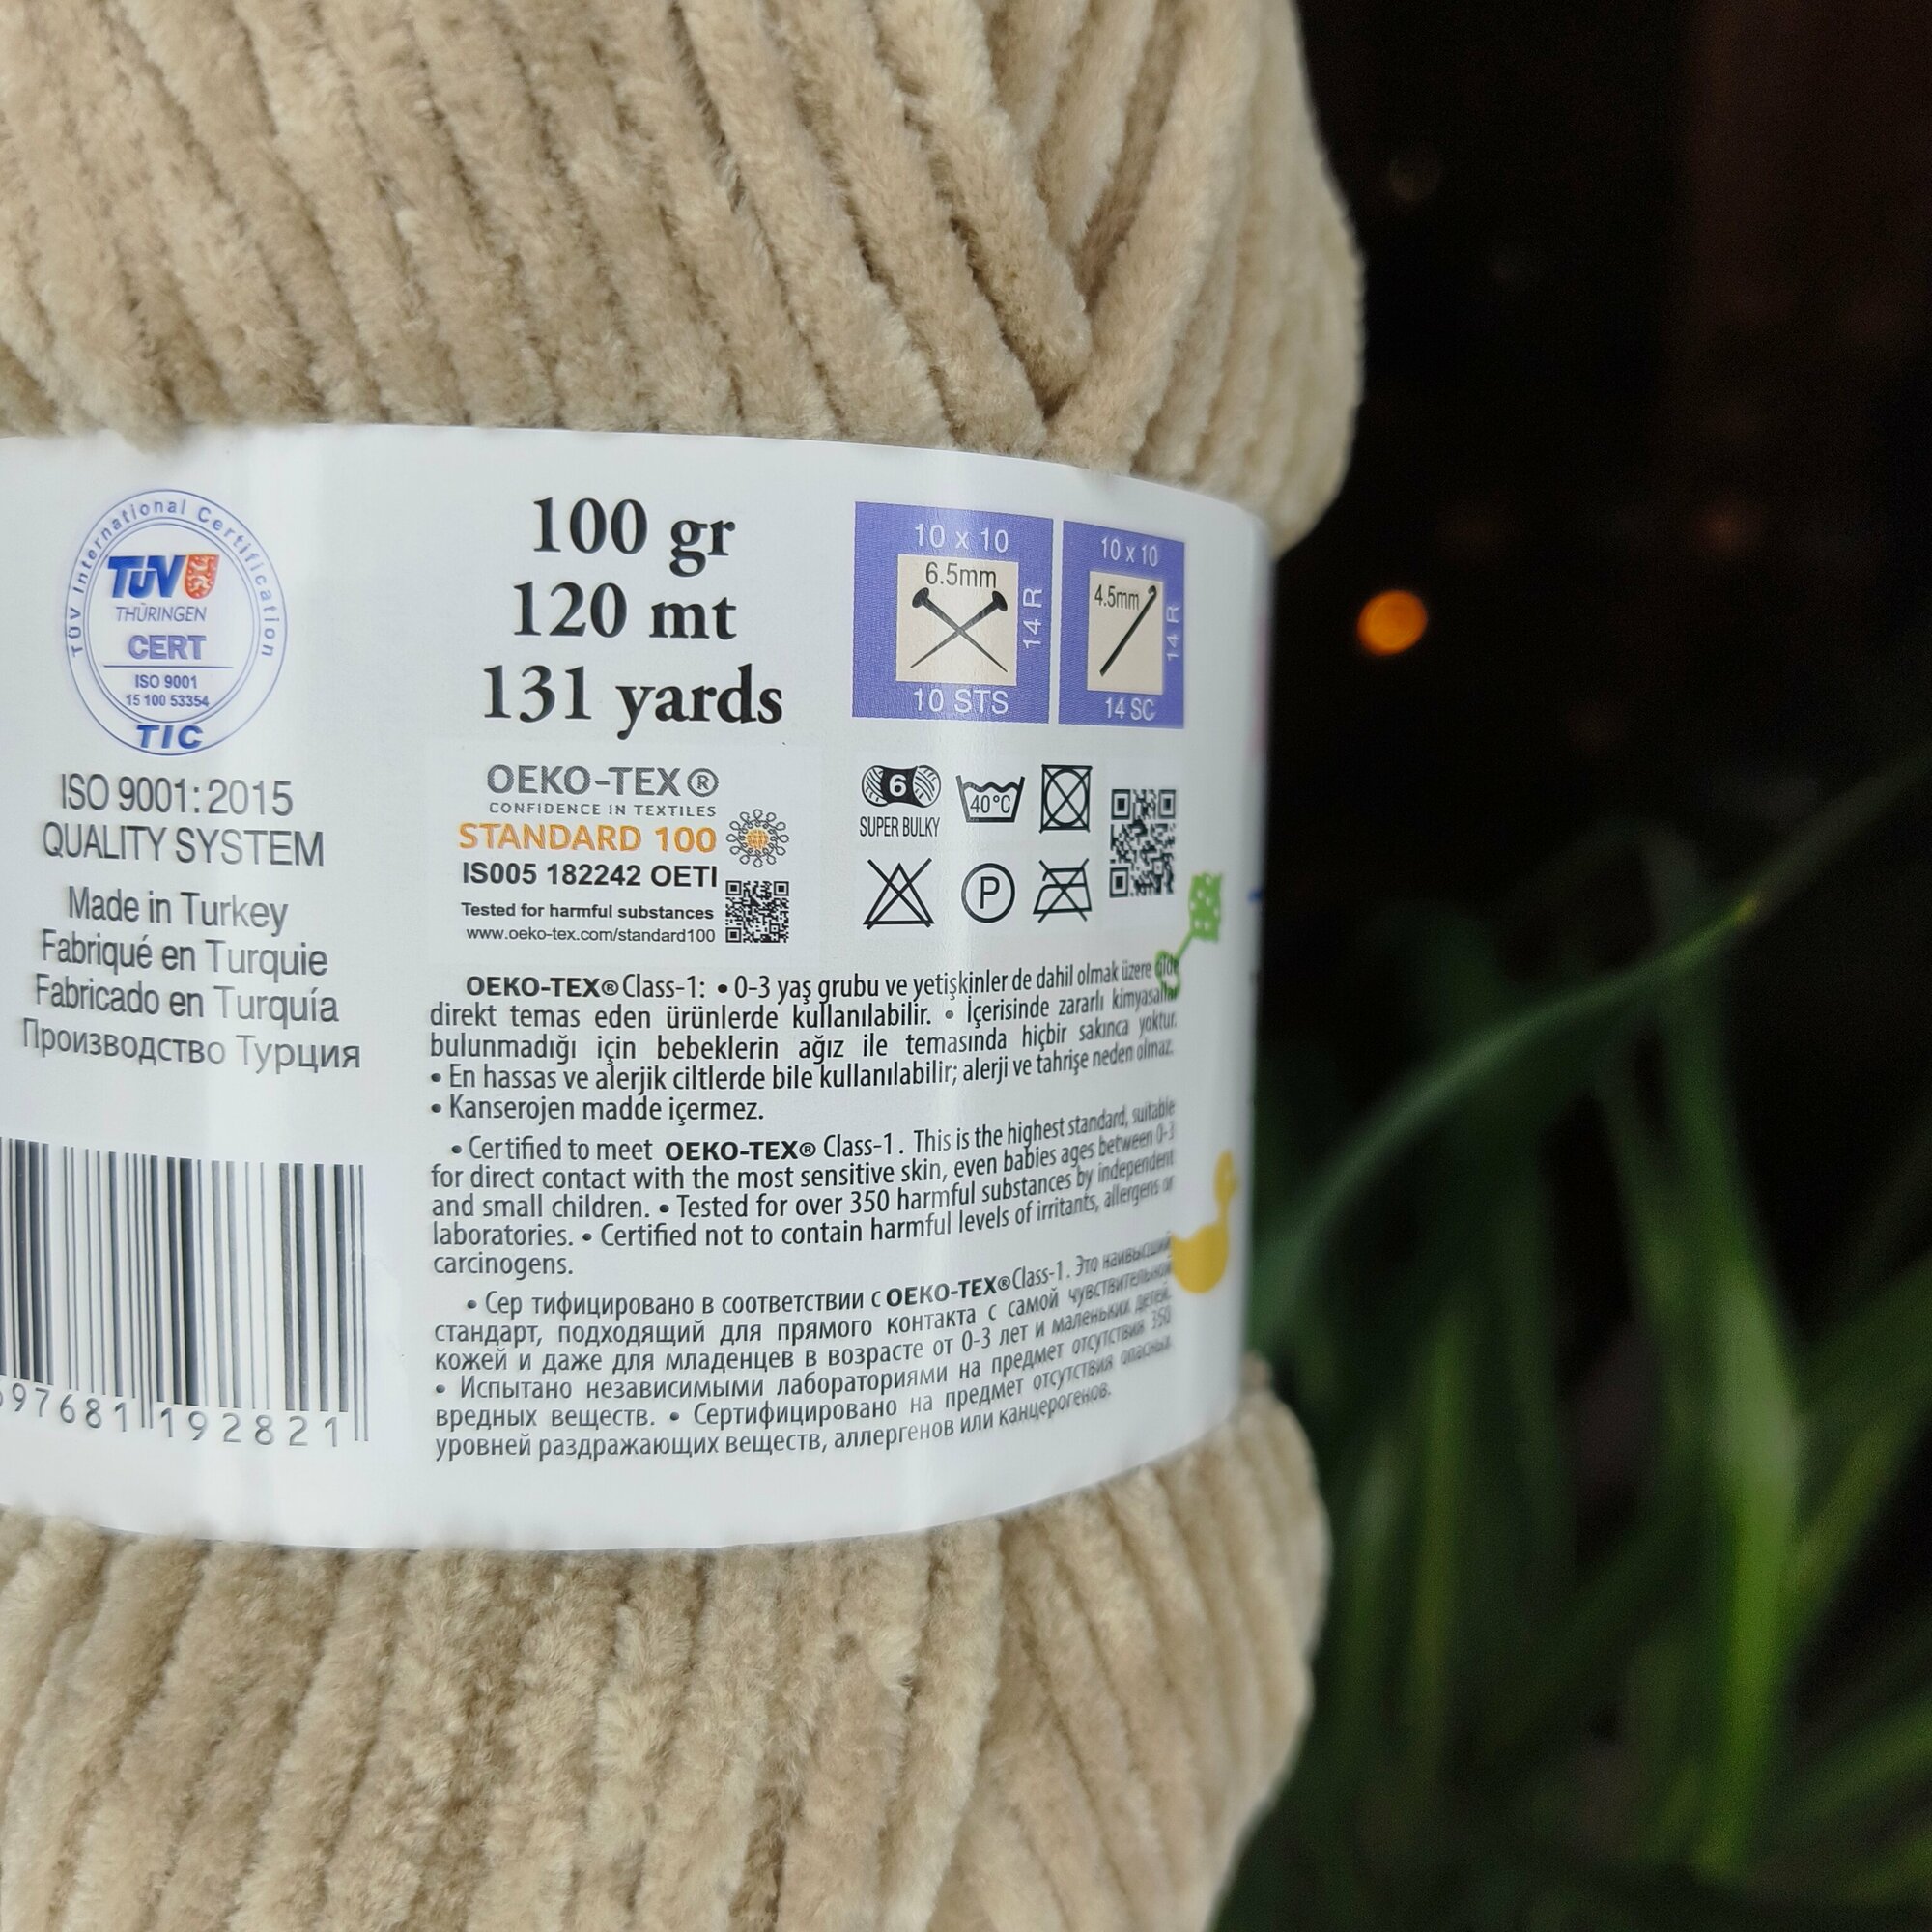 TÜV International Certification
TÜV
THÜRINGEN
CERT
ISO 9001
15 100 53354
TIC
ISO 9001:2015
QUALITY SYSTEM
Made in Turkey
Fabriqué en Turquie
Fabricado en Turquía
Производство Турция
97681 192821
100 gr
120 mt
131 yards
10 x 10
6.5mm
14 R
10 STS
10 x 10
4.5mm
14 R
14 SC
OEKO-TEX®
CONFIDENCE IN TEXTILES
STANDARD 100
IS005 182242 OETI
Tested for harmful substances
www.oeko-tex.com/standard100
6
SUPER BULKY
40°C
P
OEKO-TEX® Class-1: • 0-3 yaş grubu ve yetişkinler de dahil olmak üzere cilde
direkt temas eden ürünlerde kullanılabilir. • İçerisinde zararlı kimyasallar
bulunmadığı için bebeklerin ağız ile temasında hiçbir sakınca yoktur.
• En hassas ve alerjik ciltlerde bile kullanılabilir; alerji ve tahrişe neden olmaz.
• Kanserojen madde içermez.
• Certified to meet OEKO-TEX® Class-1. This is the highest standard, suitable
for direct contact with the most sensitive skin, even babies ages between 0-3
and small children. • Tested for over 350 harmful substances by independent
laboratories. • Certified not to contain harmful levels of irritants, allergens or
carcinogens.
• Сер тифицировано в соответствии с OEKO-TEX® Class-1. Это наивысший
стандарт, подходящий для прямого контакта с самой чувствительной
кожей и даже для младенцев в возрасте от 0-3 лет и маленьких детей.
• Испытано независимыми лабораториями на предмет отсутствия 350
вредных веществ. • Сертифицировано на предмет отсутствия опасных
уровней раздражающих веществ, аллергенов или канцерогенов.